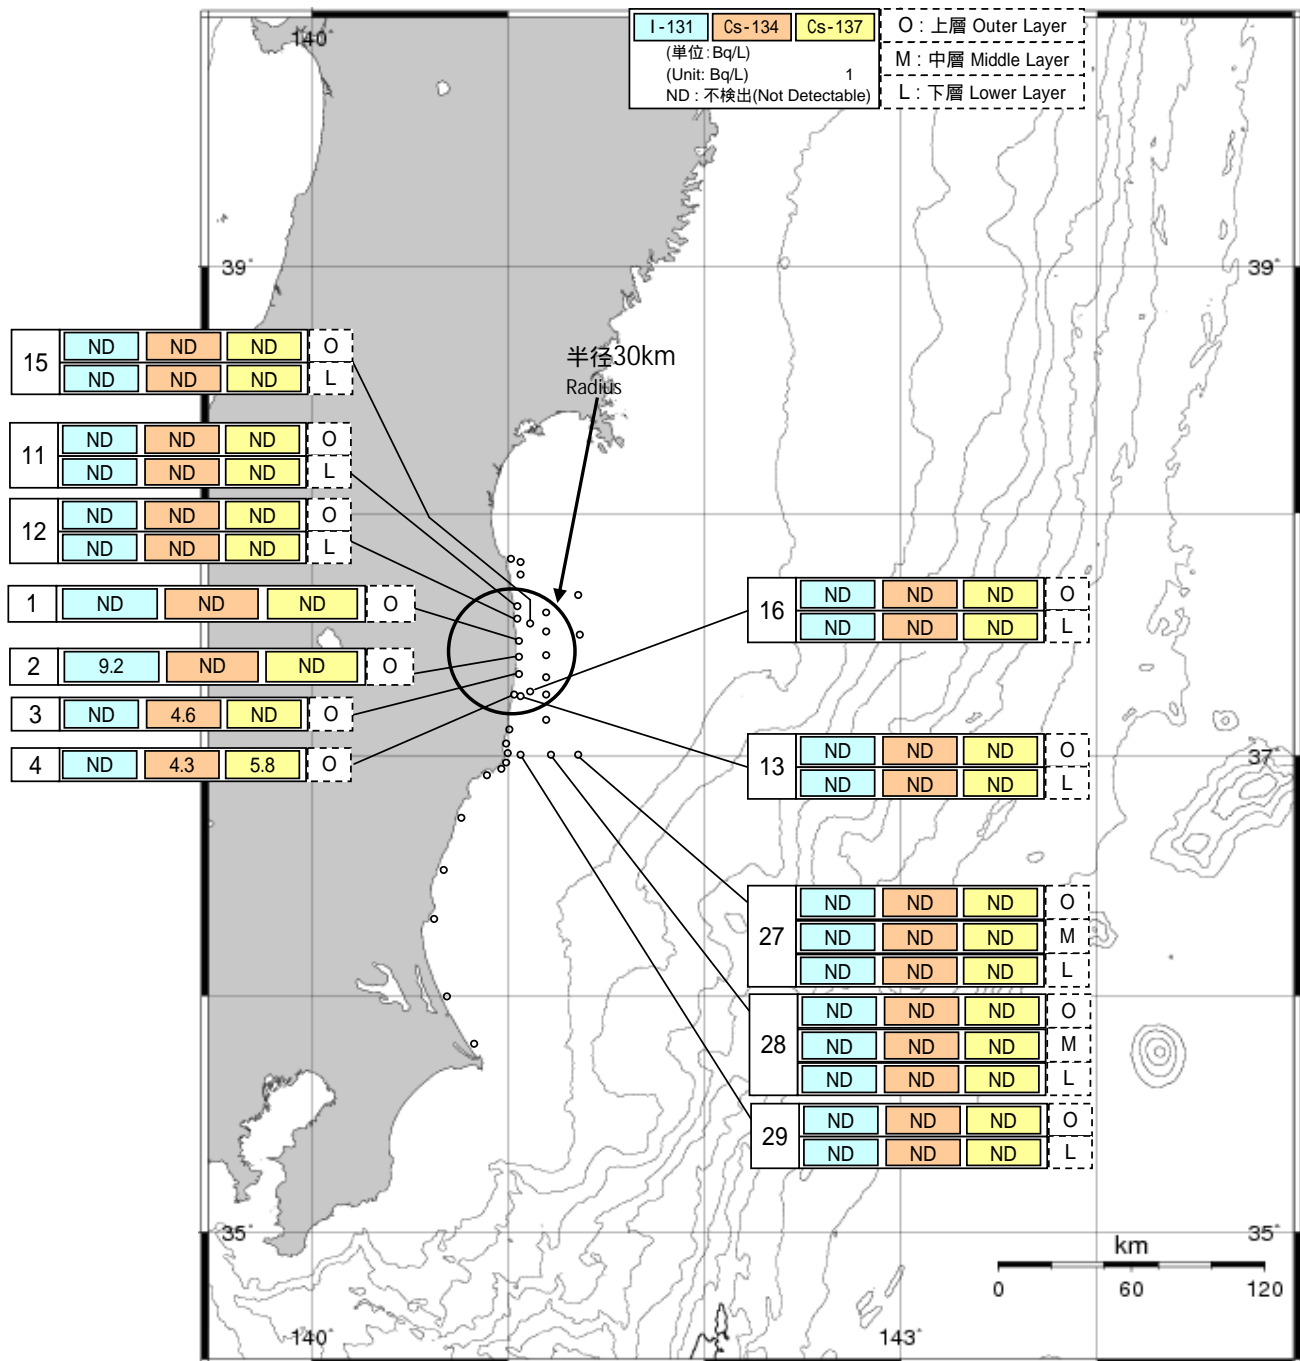 140°
I-131 Cs-134 Cs-137
(単位:Bq/L)
(Unit: Bq/L) 1
ND : 不検出(Not Detectable)
O : 上層 Outer Layer
M : 中層 Middle Layer
L : 下層 Lower Layer
39° 39°
半径30km
Radius
15
ND ND ND O
ND ND ND L
11
ND ND ND O
ND ND ND L
12
ND ND ND O
ND ND ND L
1 ND ND ND O
2 9.2 ND ND O
3 ND 4.6 ND O
4 ND 4.3 5.8 O
16
ND ND ND O
ND ND ND L
37°
13
ND ND ND O
ND ND ND L
27
ND ND ND O
ND ND ND M
ND ND ND L
28
ND ND ND O
ND ND ND M
ND ND ND L
29
ND ND ND O
ND ND ND L
35° 35°
km
0 60 120
140° 143°